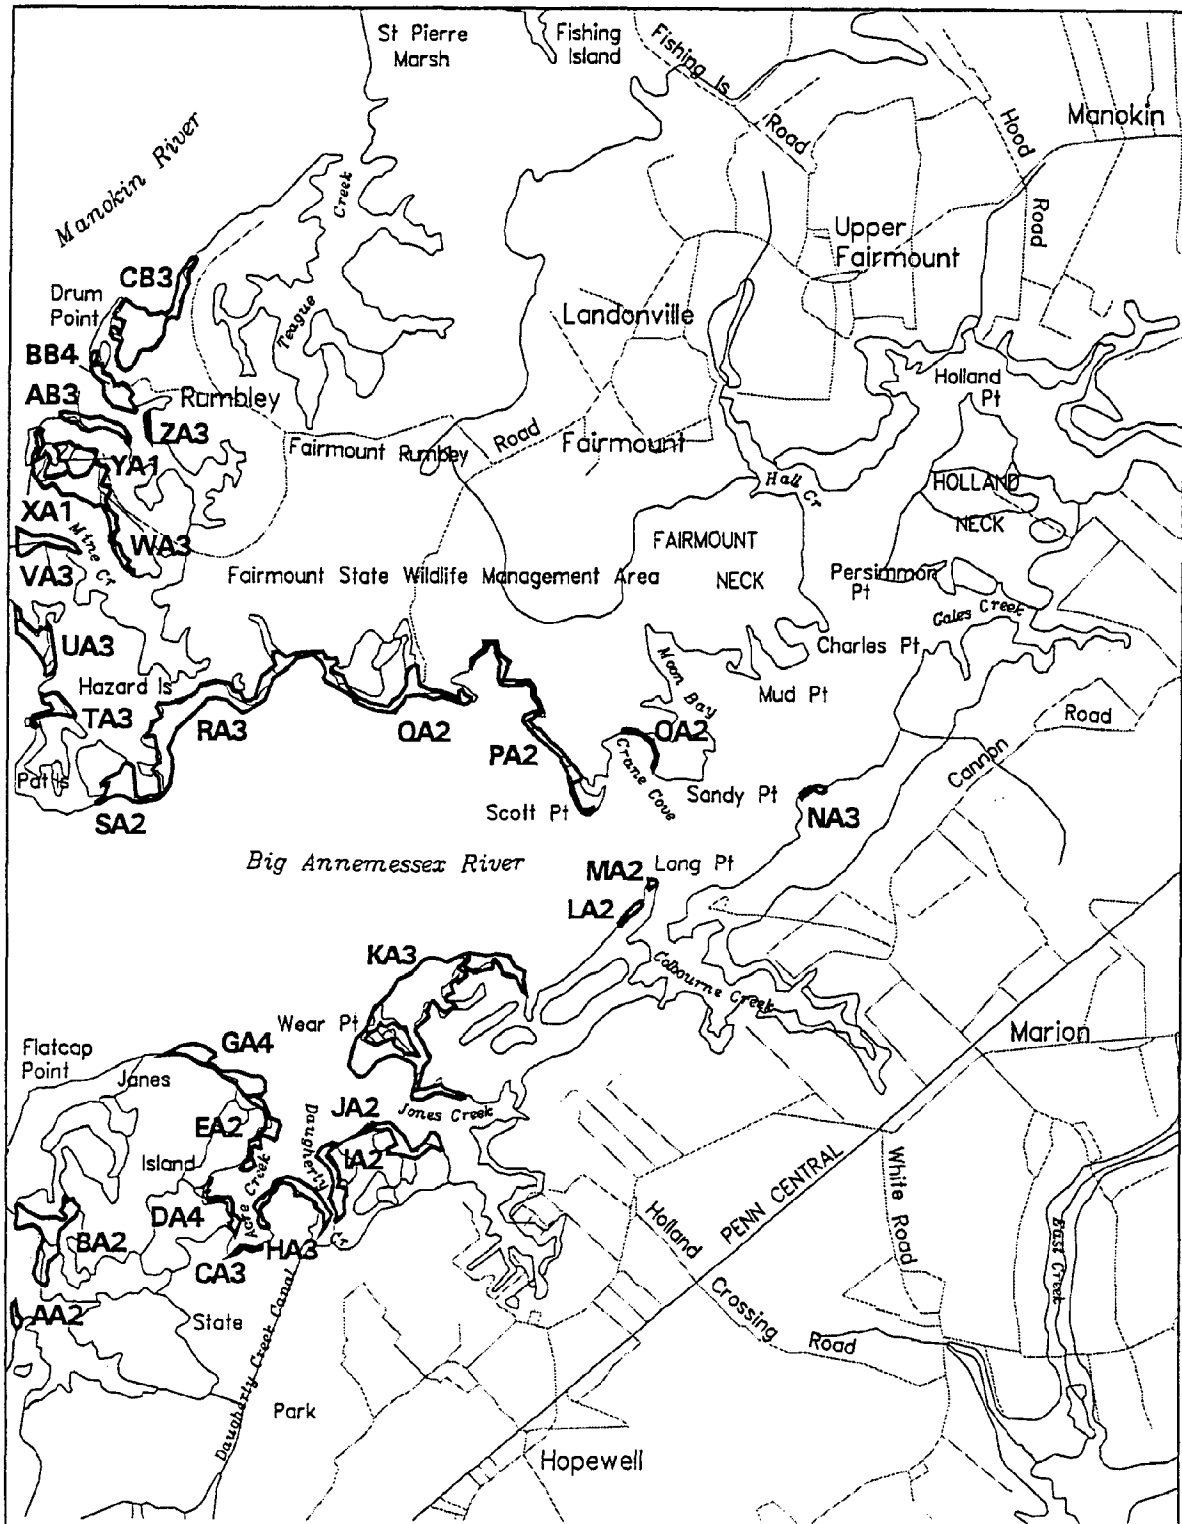 St Pierre
Marsh
Fishing
Island
Fishing Is
Road
Hood
Road
Manokin
Manokin River
Creek
Teague
Upper
Fairmount
CB3
Drum
Point
BB4
AB3
Rumbley
ZA3
Landonville
Holland
Pt
Fairmount Rumbley
Road
Fairmount
YA1
XA1
Mine Cr
WA3
VA3
Hall Cr
HOLLAND
NECK
FAIRMOUNT
NECK
Fairmount State Wildlife Management Area
Persimmon
Pt
Gales Creek
UA3
Charles Pt
Moon Bay
Mud Pt
Hazard Is
TA3
RA3
QA2
OA2
PA2
Crane Cove
Cannon
Road
Pat Is
SA2
Scott Pt
Sandy Pt
NA3
Big Annemessex River
MA2
Long Pt
LA2
KA3
Colbourne Creek
Wear Pt
Marion
GA4
Flatcap
Point
Janes
JA2
Jones Creek
EA2
Daugherty
Cr
IA2
Island
Acre Creek
DA4
BA2
HA3
CA3
White Road
PENN CENTRAL
Holland
Crossing
Road
East Creek
AA2
State
Daugherty Creek Canal
Park
Hopewell